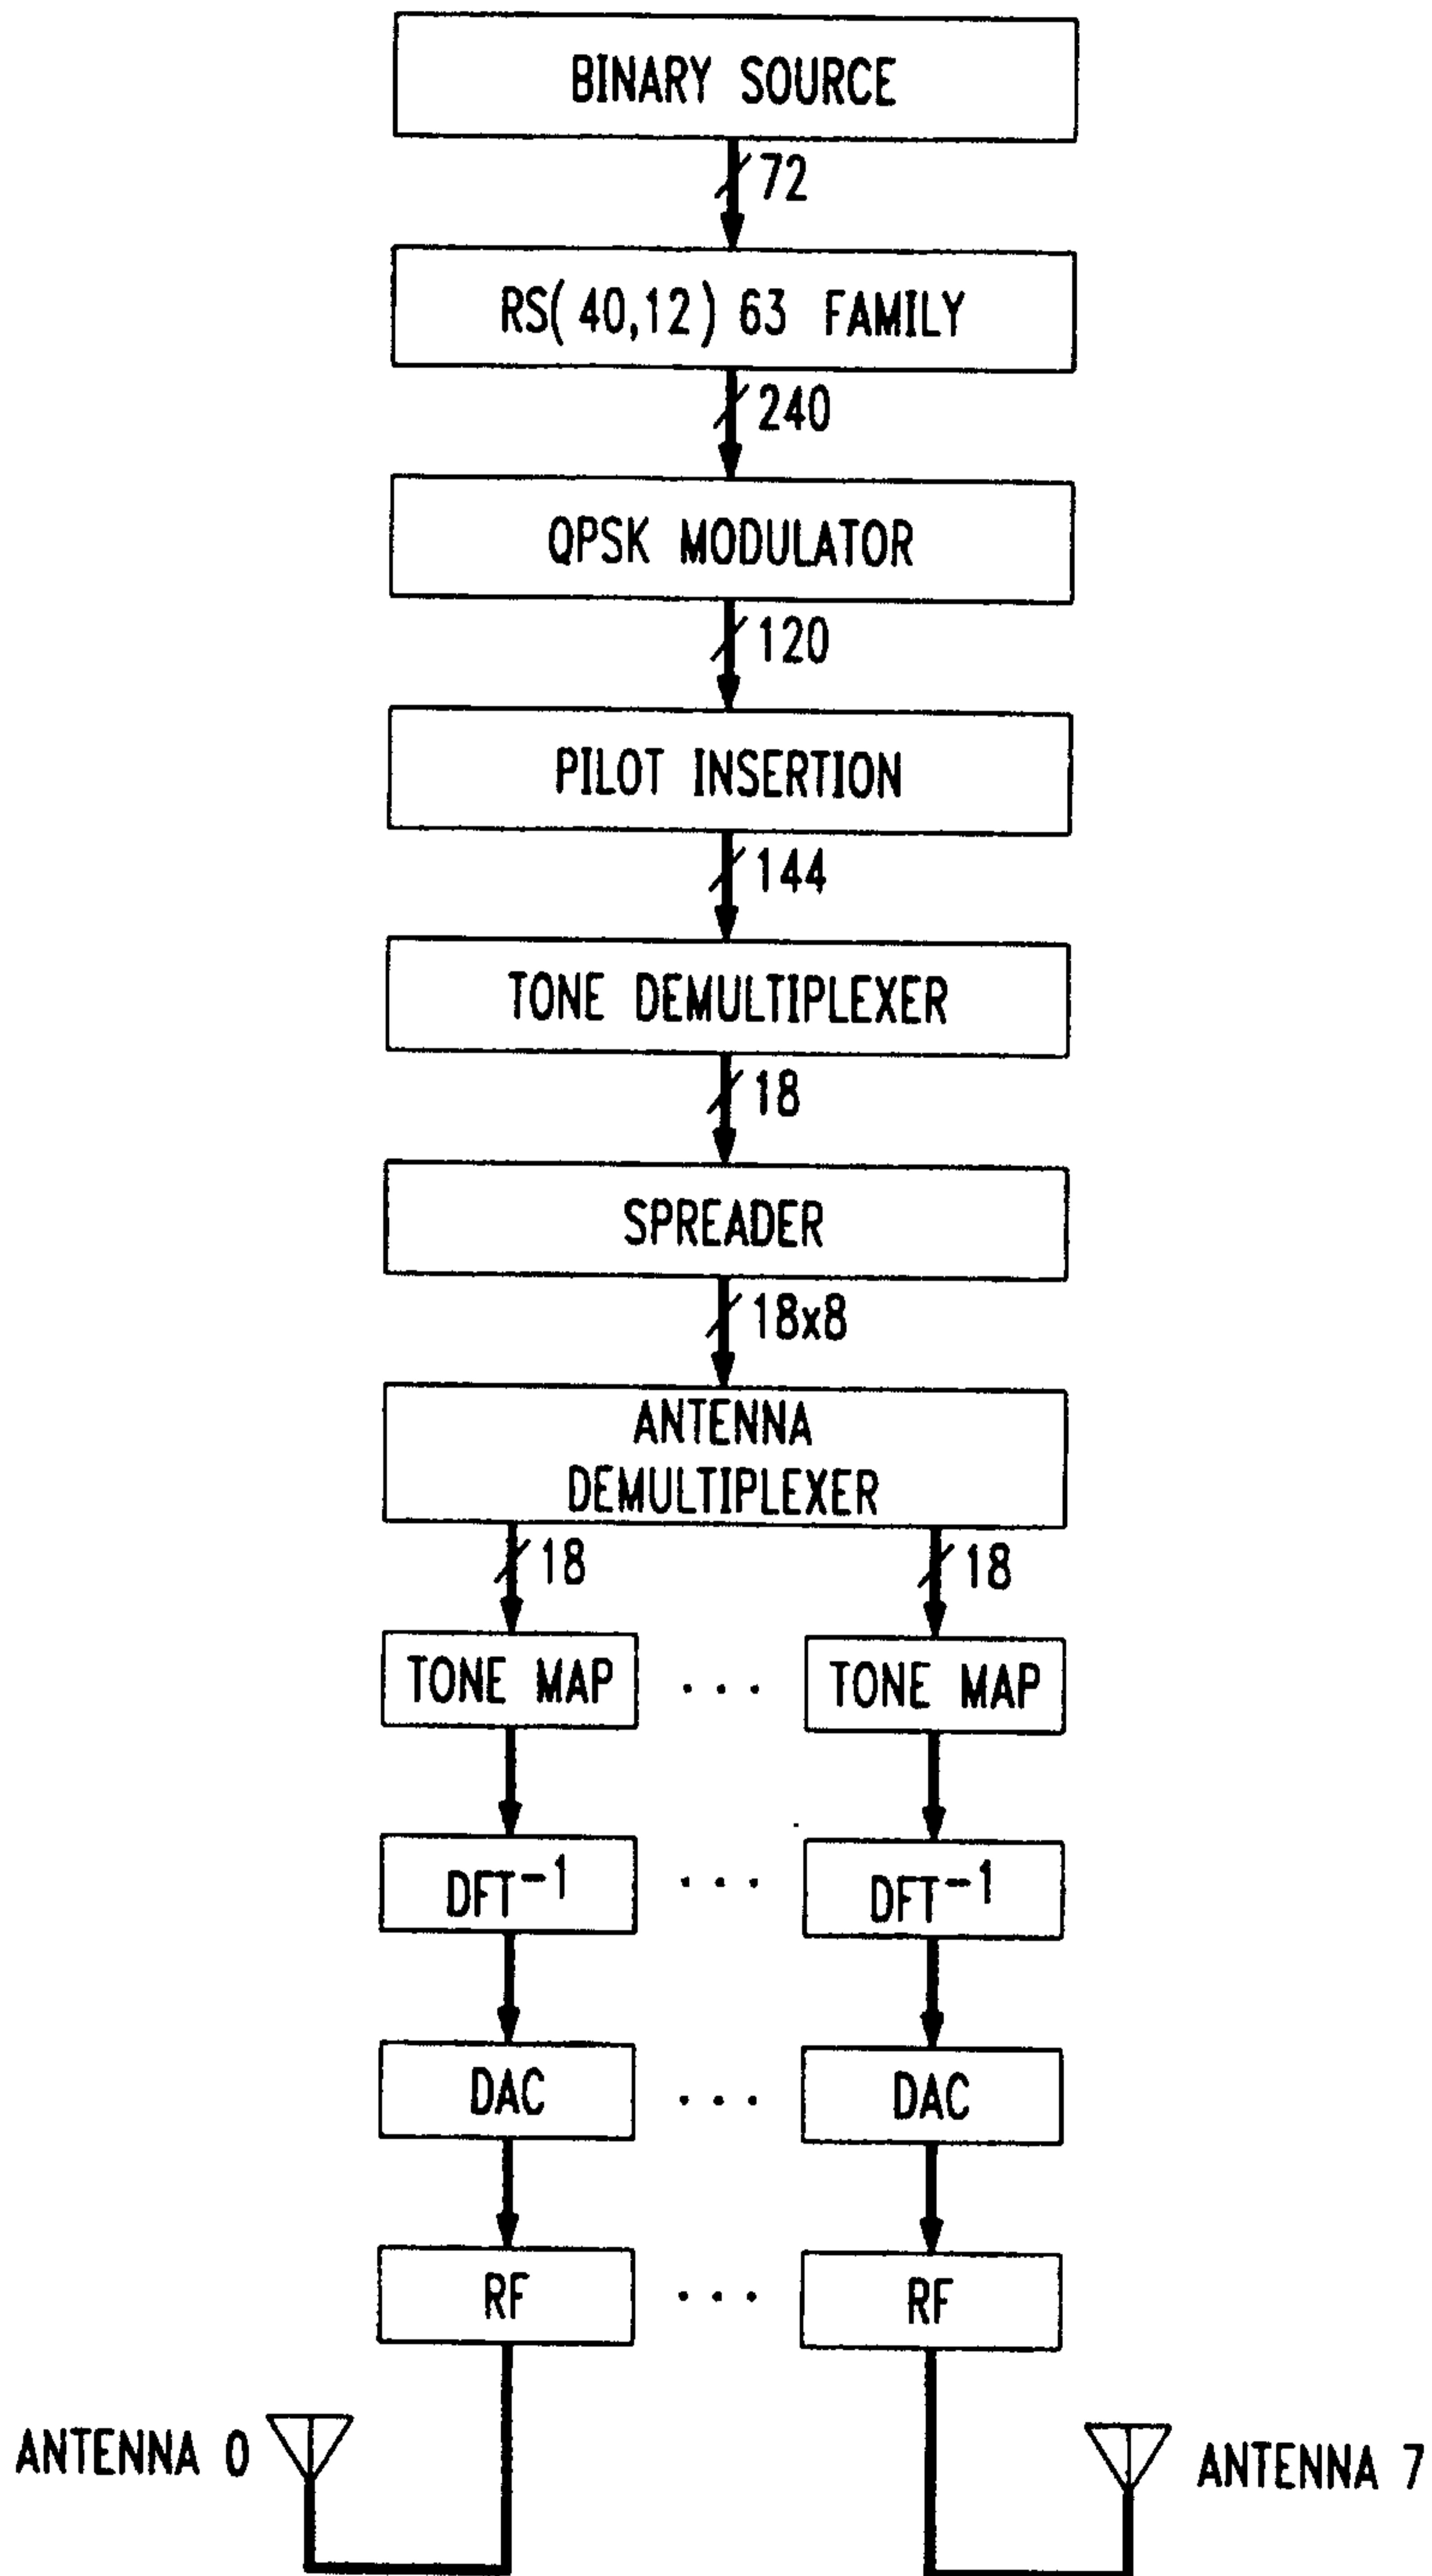 BINARY SOURCE
72
RS(40,12) 63 FAMILY
240
QPSK MODULATOR
120
PILOT INSERTION
144
TONE DEMULTIPLEXER
18
SPREADER
18x8
ANTENNA
DEMULTIPLEXER
18 18
TONE MAP ... TONE MAP
DFT⁻¹ ... DFT⁻¹
DAC ... DAC
RF ... RF
ANTENNA 0 ANTENNA 7